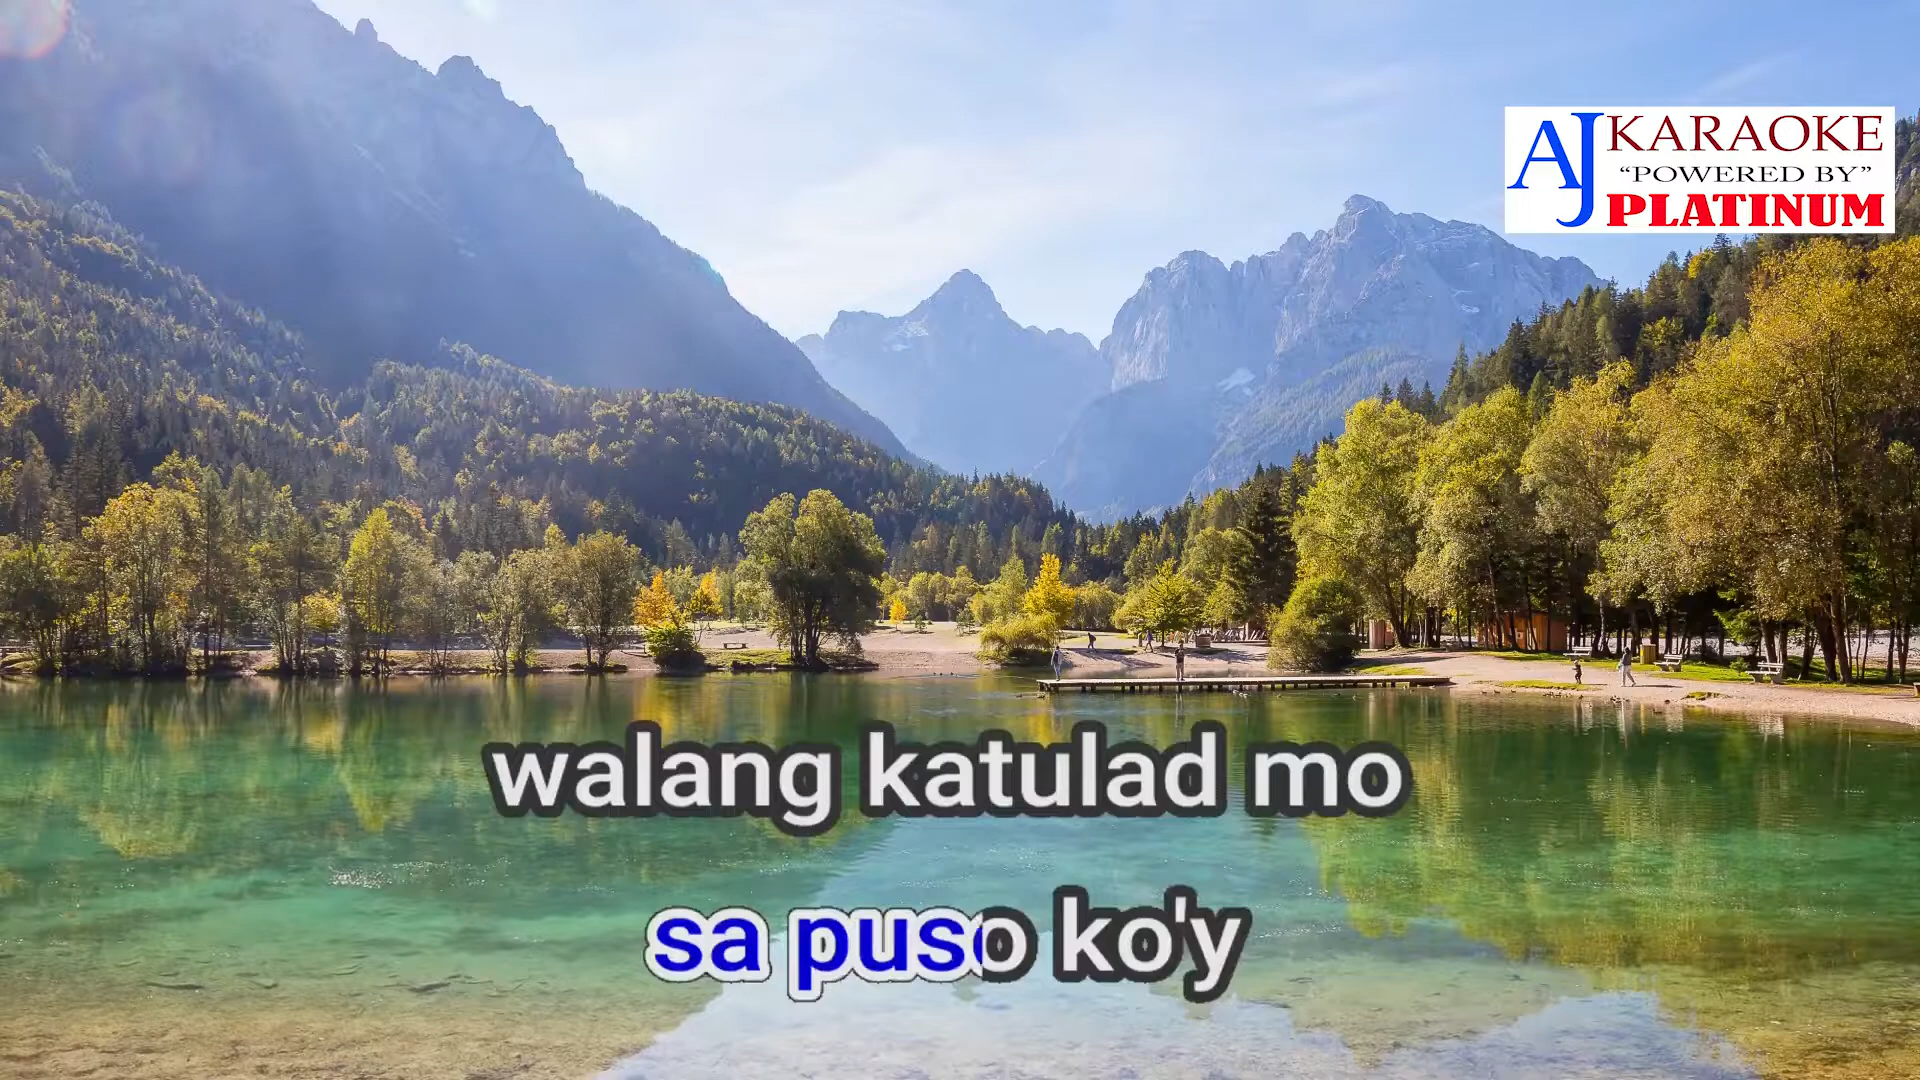 AJ KARAOKE
"POWERED BY"
PLATINUM
walang katulad mo
sa puso ko'y